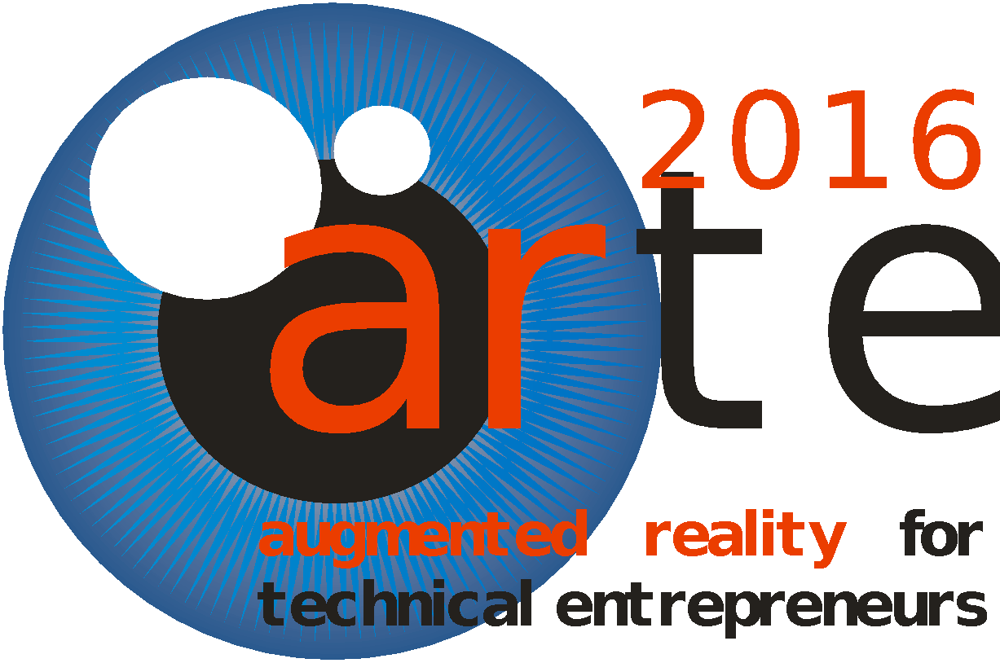 2016
arte
augmented reality for
technical entrepreneurs